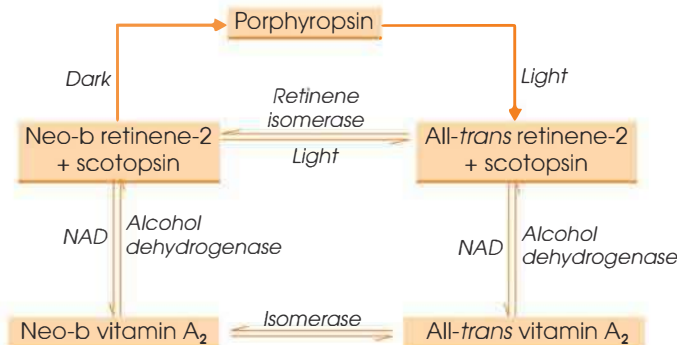 Porphyropsin
Dark
Light
Retinene
isomerase
Neo-b retinene-2
+ scotopsin
Light
All-trans retinene-2
+ scotopsin
NAD
Alcohol
dehydrogenase
NAD
Alcohol
dehydrogenase
Neo-b vitamin A₂
Isomerase
All-trans vitamin A₂